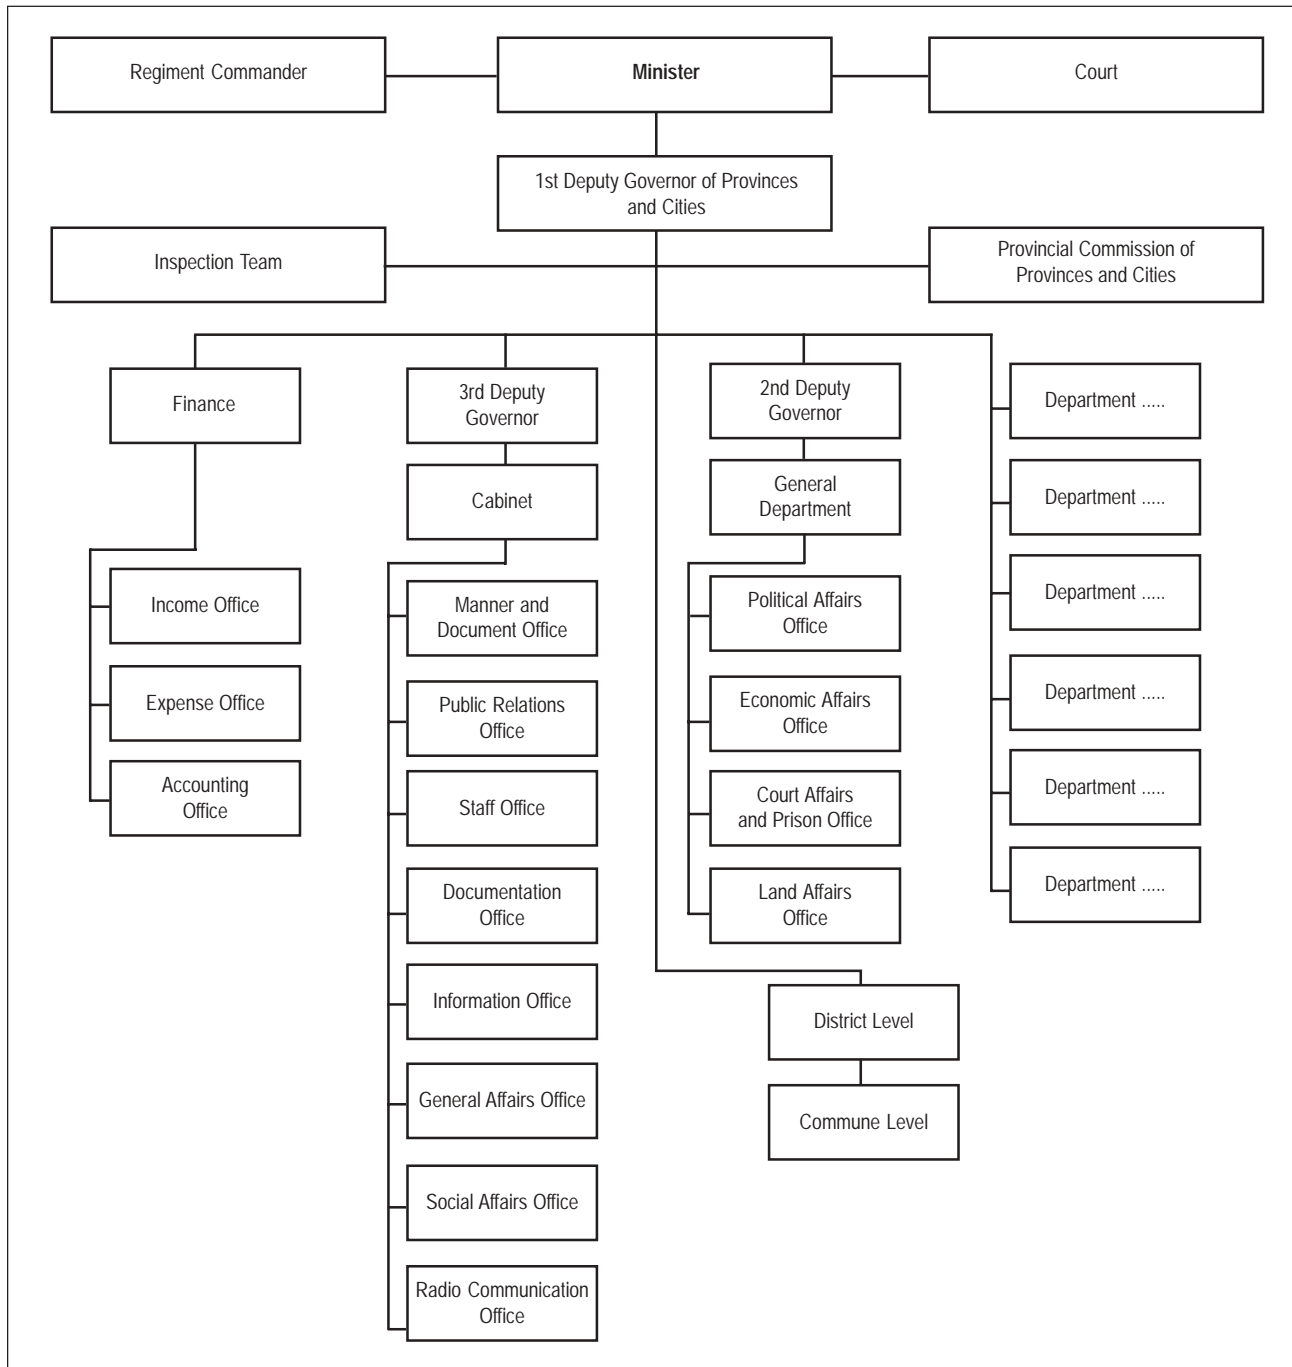 Regiment Commander
Minister
Court
1st Deputy Governor of Provinces
and Cities
Inspection Team
Provincial Commission of
Provinces and Cities
Finance
3rd Deputy
Governor
2nd Deputy
Governor
Department .....
Cabinet
General
Department
Department .....
Income Office
Expense Office
Accounting
Office
Manner and
Document Office
Public Relations
Office
Staff Office
Documentation
Office
Information Office
General Affairs Office
Social Affairs Office
Radio Communication
Office
Political Affairs
Office
Economic Affairs
Office
Court Affairs
and Prison Office
Land Affairs
Office
Department .....
Department .....
Department .....
Department .....
District Level
Commune Level